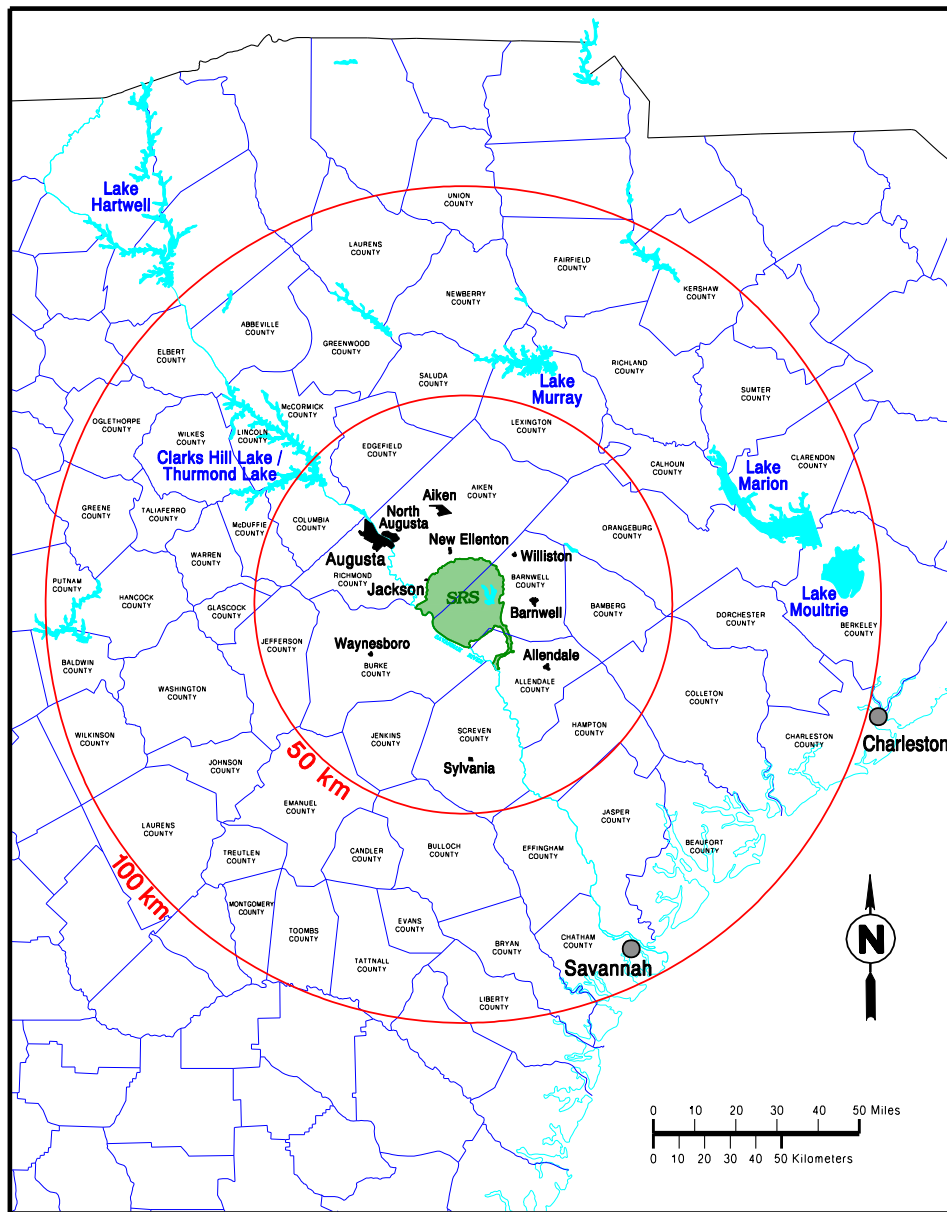 UNION
COUNTY
Lake
Hartwell
LAURENS
COUNTY
FAIRFIELD
COUNTY
NEWBERRY
COUNTY
KERSHAW
COUNTY
ABBEVILLE
COUNTY
GREENWOOD
COUNTY
ELBERT
COUNTY
SALUDA
COUNTY
RICHLAND
COUNTY
Lake
Murray
SUMTER
COUNTY
McCORMICK
COUNTY
OGLETHORPE
COUNTY
WILKES
COUNTY
LINCOLN
COUNTY
LEXINGTON
COUNTY
EDGEFIELD
COUNTY
Clarks Hill Lake /
Thurmond Lake
CALHOUN
COUNTY
Lake
Marion
CLARENDON
COUNTY
GREENE
COUNTY
TALIAFERRO
COUNTY
McDUFFIE
COUNTY
COLUMBIA
COUNTY
Aiken
AIKEN
COUNTY
North
Augusta
Augusta
ORANGEBURG
COUNTY
New Ellenton
Williston
WARREN
COUNTY
RICHMOND
COUNTY
Jackson
SRS
BARNWELL
COUNTY
Barnwell
BAMBERG
COUNTY
PUTNAM
COUNTY
HANCOCK
COUNTY
GLASCOCK
COUNTY
DORCHESTER
COUNTY
Lake
Moultrie
BERKELEY
COUNTY
JEFFERSON
COUNTY
Waynesboro
BURKE
COUNTY
Allendale
ALLENDALE
COUNTY
BALDWIN
COUNTY
WASHINGTON
COUNTY
COLLETON
COUNTY
WILKINSON
COUNTY
JENKINS
COUNTY
SCREVEN
COUNTY
HAMPTON
COUNTY
CHARLESTON
COUNTY
Charleston
JOHNSON
COUNTY
50 km
Sylvania
EMANUEL
COUNTY
JASPER
COUNTY
LAURENS
COUNTY
TREUTLEN
COUNTY
CANDLER
COUNTY
BULLOCH
COUNTY
EFFINGHAM
COUNTY
BEAUFORT
COUNTY
100 km
MONTGOMERY
COUNTY
TOOMBS
COUNTY
EVANS
COUNTY
TATTNALL
COUNTY
BRYAN
COUNTY
CHATHAM
COUNTY
Savannah
LIBERTY
COUNTY
N
0 10 20 30 40 50 Miles
0 10 20 30 40 50 Kilometers